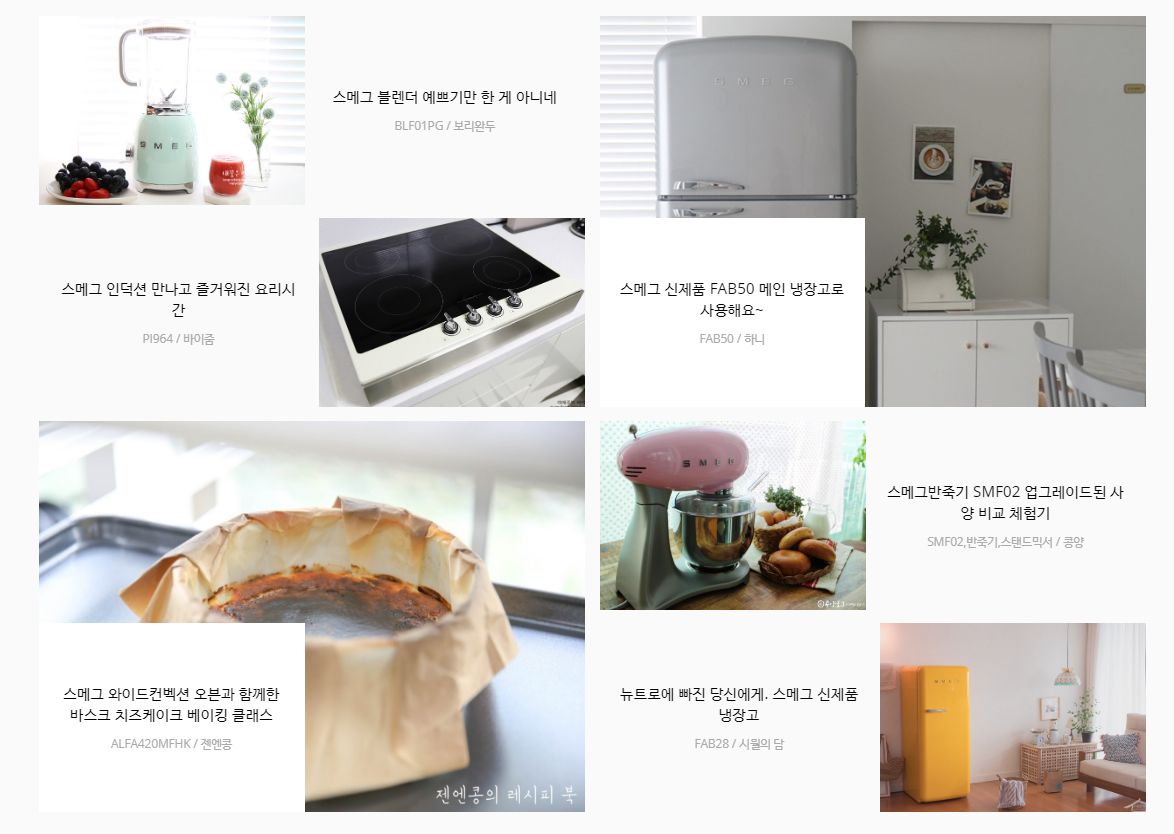 SMEG
스메그 블렌더 예쁘기만 한 게 아니네
BLF01PG / 보리완두
SMEG
스메그 인덕션 만나고 즐거워진 요리시
간
PI964 / 바이줌
스메그 신제품 FAB50 메인 냉장고로
사용해요~
FAB50 / 하니
SMEG
스메그반죽기 SMF02 업그레이드된 사
양 비교 체험기
SMF02,반죽기,스탠드믹서 / 콩양
스메그 와이드컨벡션 오븐과 함께한
바스크 치즈케이크 베이킹 클래스
ALFA420MFHK / 젠엔콩
젠엔콩의 레시피 북
뉴트로에 빠진 당신에게. 스메그 신제품
냉장고
FAB28 / 시월의 담
SMEG